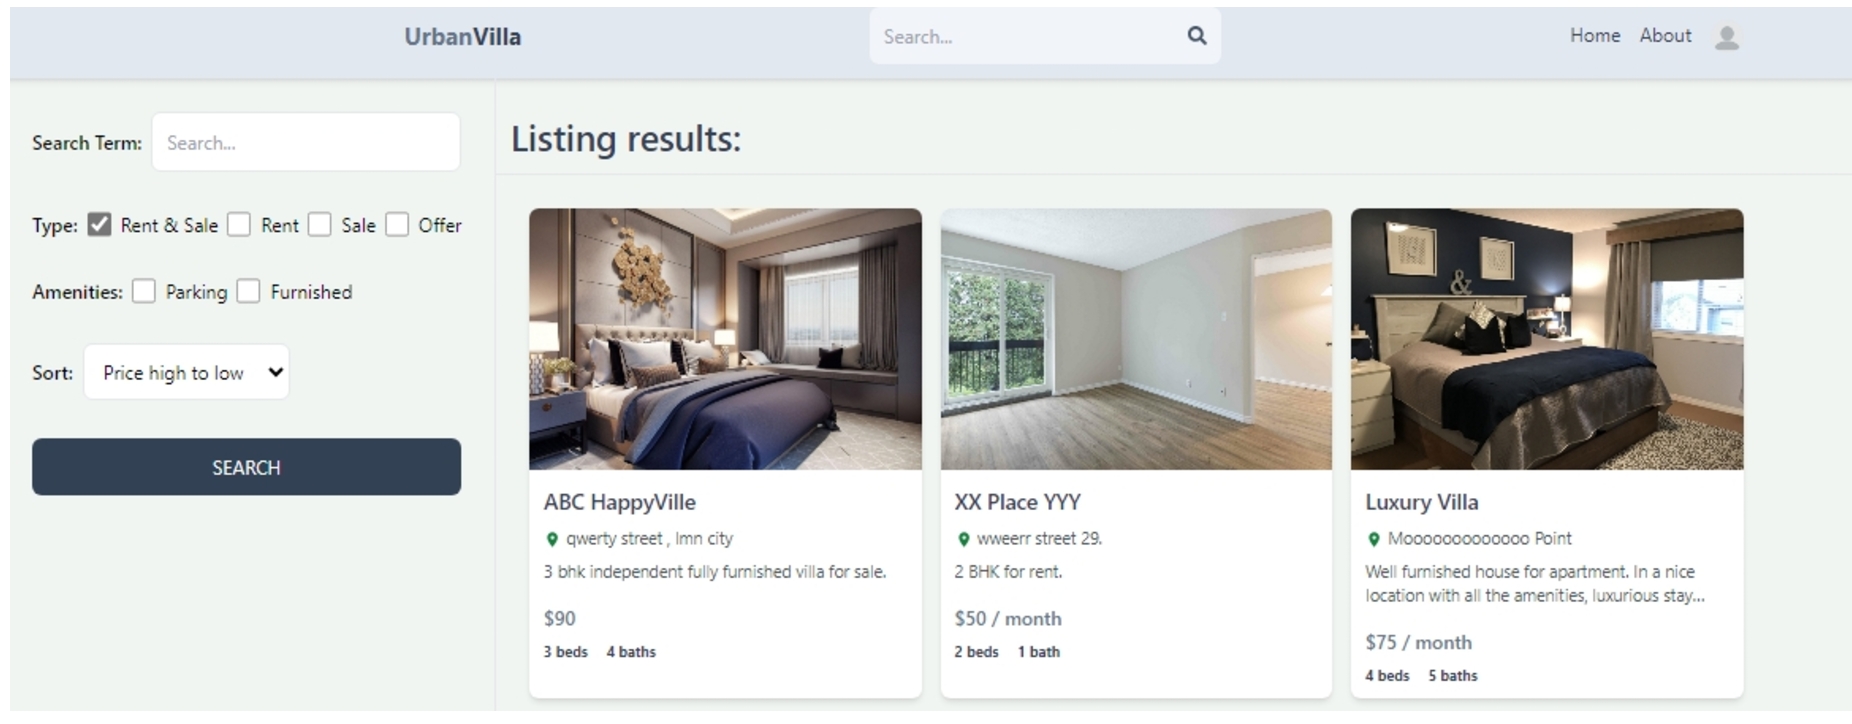 UrbanVilla
Search...
Home About
Search Term: Search...
Type: Rent & Sale Rent Sale Offer
Amenities: Parking Furnished
Sort: Price high to low
SEARCH
Listing results:
&
ABC HappyVille
qwerty street , lmn city
3 bhk independent fully furnished villa for sale.
$90
3 beds 4 baths
XX Place YYY
wweerr street 29.
2 BHK for rent.
$50 / month
2 beds 1 bath
Luxury Villa
Mooooooooooooo Point
Well furnished house for apartment. In a nice
location with all the amenities, luxurious stay...
$75 / month
4 beds 5 baths